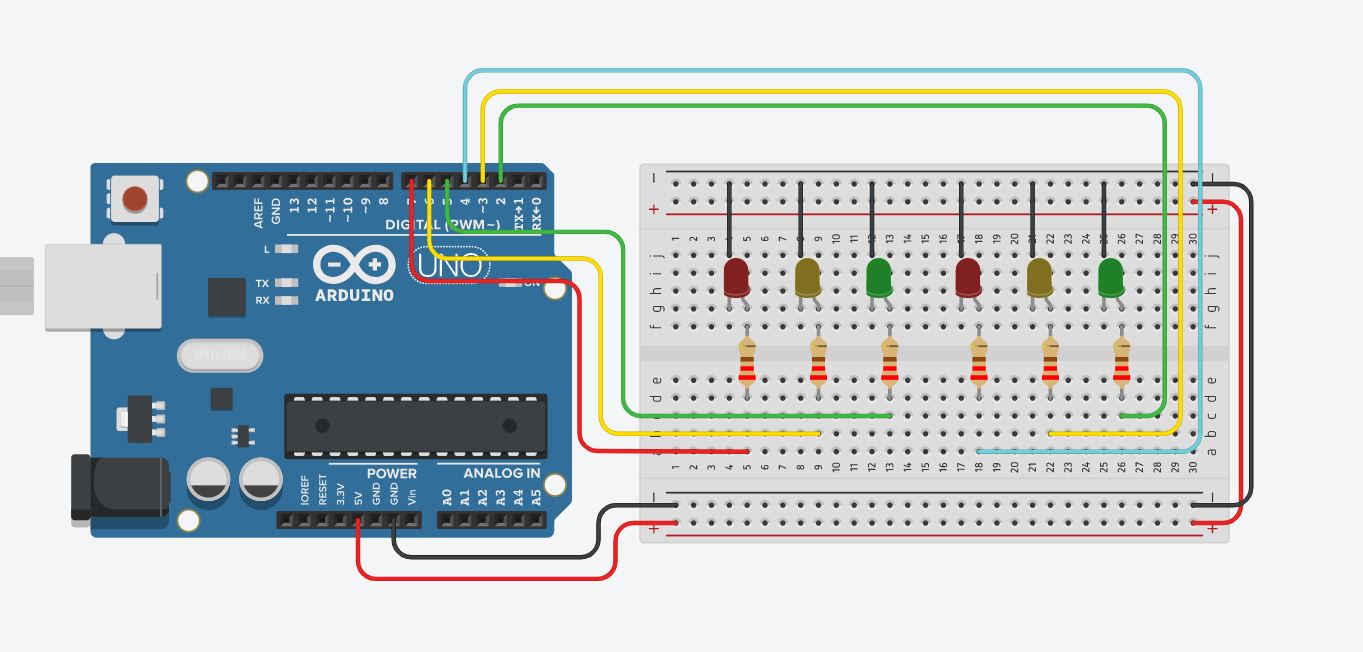 AREF
GND
13
12
~11
~10
~9
8
7
6
5
4
~3
2
TX→1
RX←0
DIGITAL (PWM~)
L
TX
RX
ARDUINO
UNO
ON
SPK16.000G
POWER
ANALOG IN
IOREF
RESET
3.3V
5V
GND
GND
Vin
A0
A1
A2
A3
A4
A5
− −
+ +
1 2 3 4 5 6 7 8 9 10 11 12 13 14 15 16 17 18 19 20 21 22 23 24 25 26 27 28 29 30
j j
i i
h h
g g
f f
e e
d d
c c
b b
a a
1 2 3 4 5 6 7 8 9 10 11 12 13 14 15 16 17 18 19 20 21 22 23 24 25 26 27 28 29 30
− −
+ +